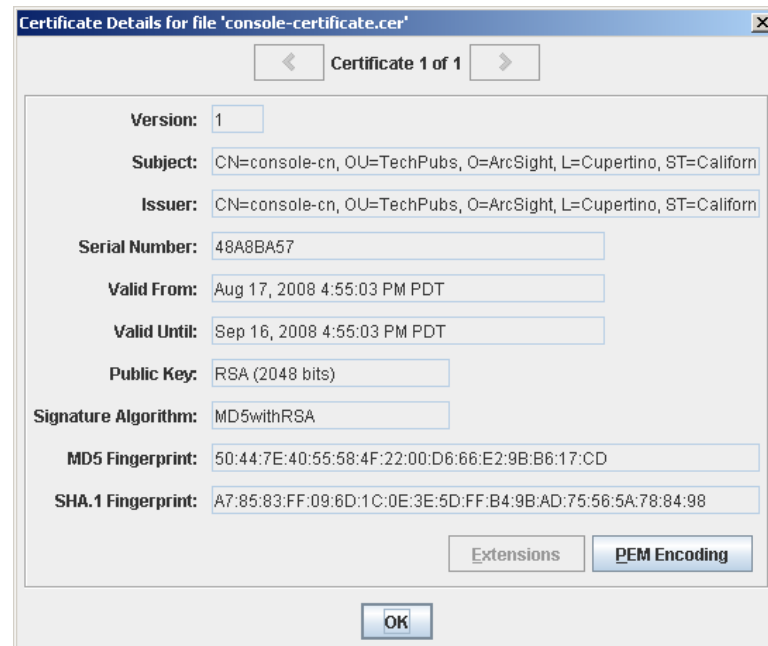 Certificate Details for file 'console-certificate.cer'
Certificate 1 of 1
Version: 1
Subject: CN=console-cn, OU=TechPubs, O=ArcSight, L=Cupertino, ST=Californ
Issuer: CN=console-cn, OU=TechPubs, O=ArcSight, L=Cupertino, ST=Californ
Serial Number: 48A8BA57
Valid From: Aug 17, 2008 4:55:03 PM PDT
Valid Until: Sep 16, 2008 4:55:03 PM PDT
Public Key: RSA (2048 bits)
Signature Algorithm: MD5withRSA
MD5 Fingerprint: 50:44:7E:40:55:58:4F:22:00:D6:66:E2:9B:B6:17:CD
SHA.1 Fingerprint: A7:85:83:FF:09:6D:1C:0E:3E:5D:FF:B4:9B:AD:75:56:5A:78:84:98
Extensions PEM Encoding
OK